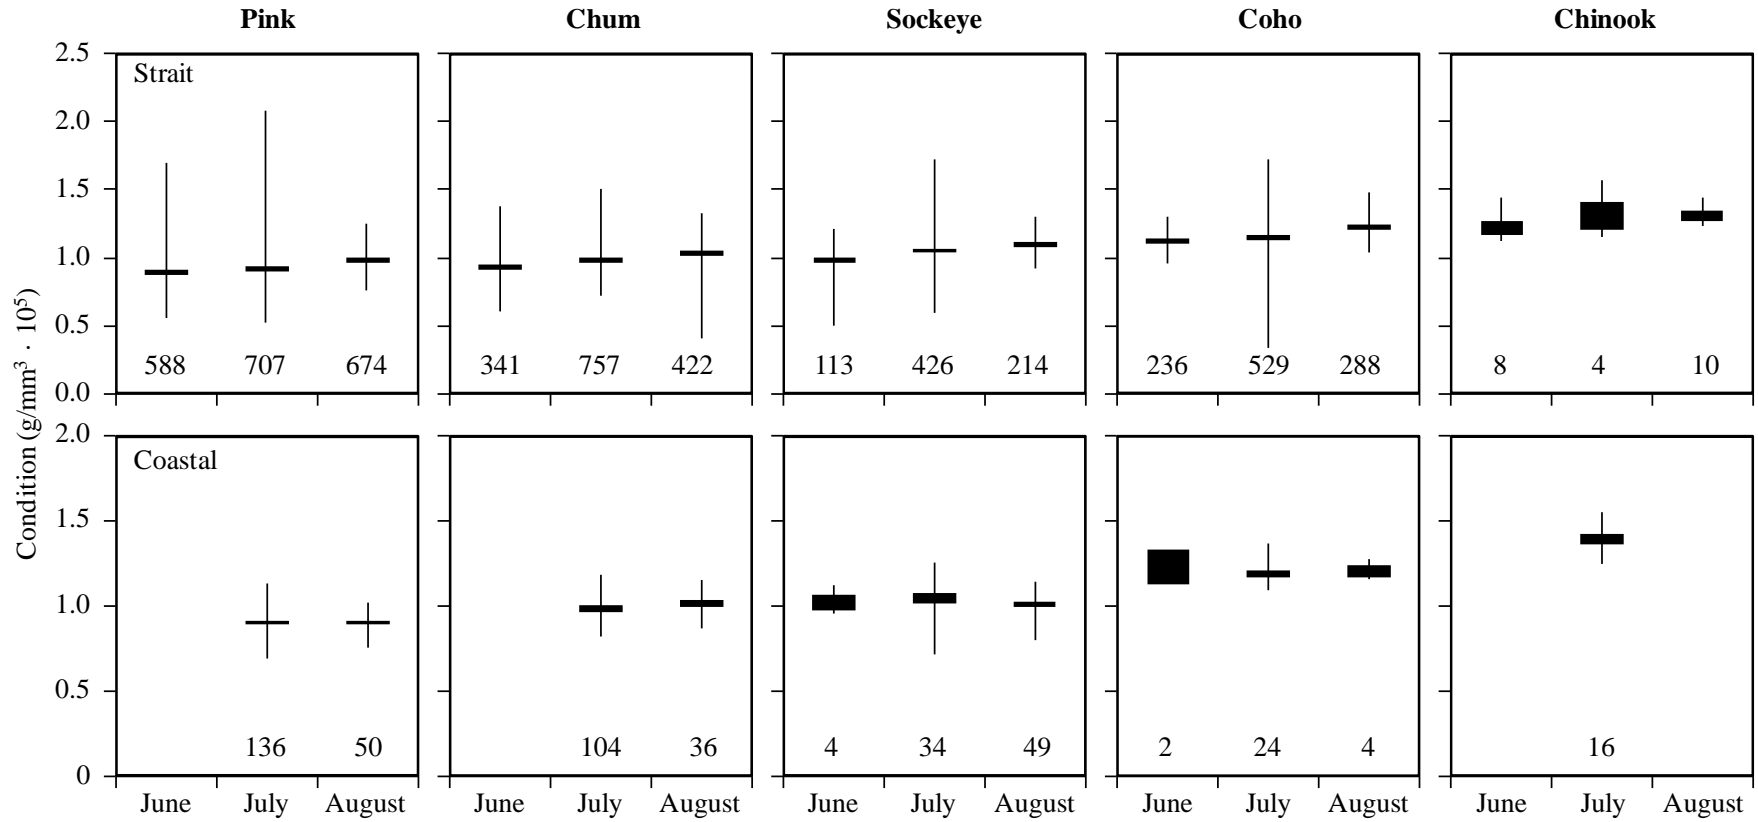 Pink Chum Sockeye Coho Chinook
Condition (g/mm³ · 10⁵)
2.5
2.0
1.5
1.0
0.5
0.0
Strait
588 707 674
341 757 422
113 426 214
236 529 288
8 4 10
2.0
1.5
1.0
0.5
0
Coastal
136 50
104 36
4 34 49
2 24 4
16
June July August June July August June July August June July August June July August